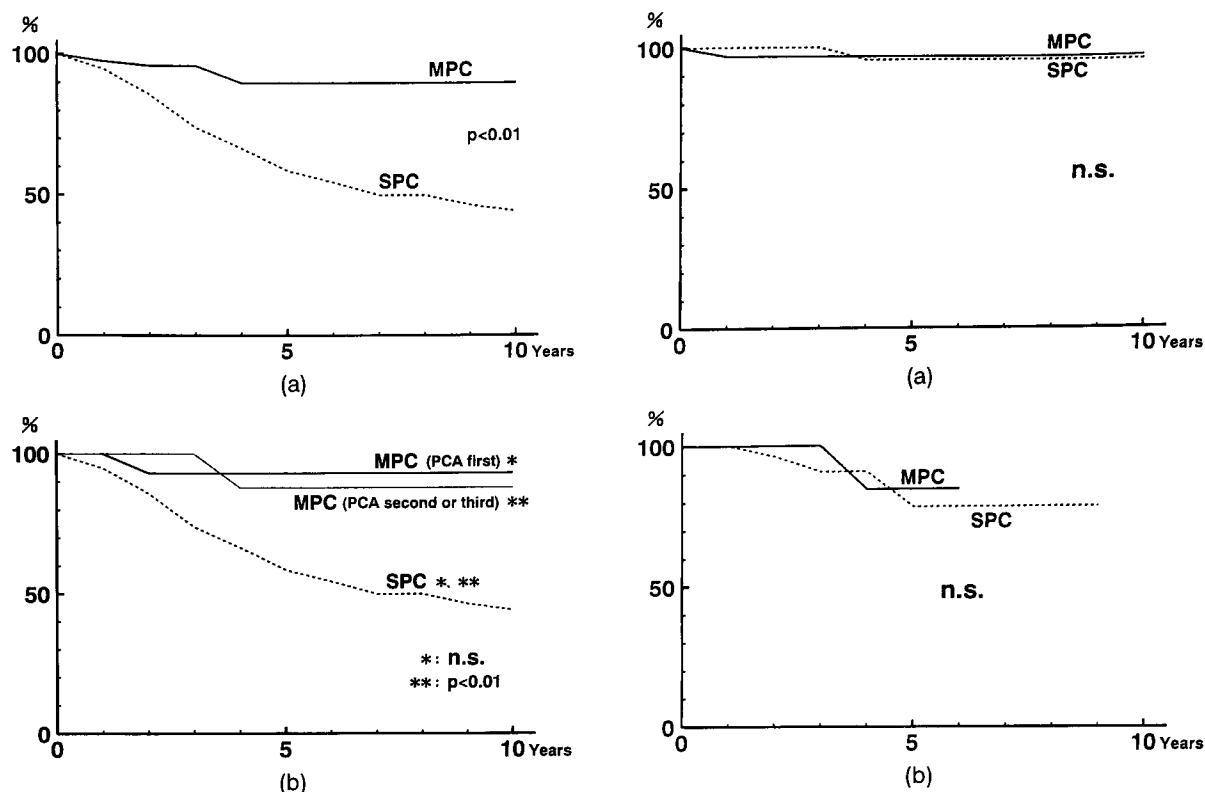 %
100
MPC
p<0.01
50
SPC
0
0
5
10 Years
(a)
%
100
MPC
SPC
50
n.s.
0
0
5
10 Years
(a)
%
100
MPC (PCA first) *
MPC (PCA second or third) **
50
SPC *, **
*: n.s.
**: p<0.01
0
0
5
10 Years
(b)
%
100
MPC
SPC
50
n.s.
0
0
5
10 Years
(b)